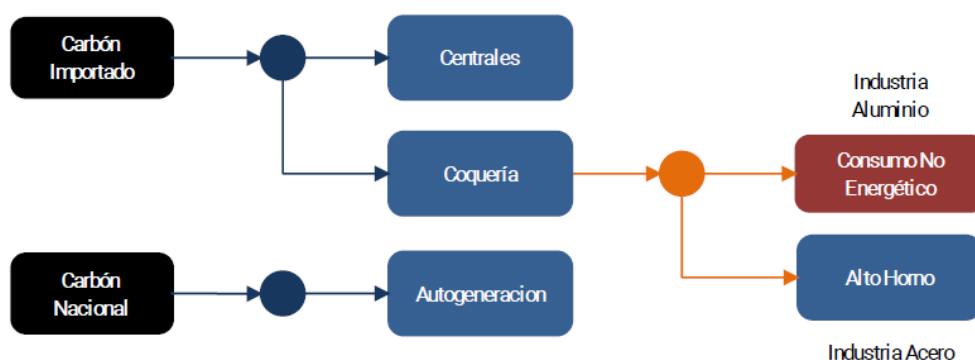 Carbón
Importado
Centrales
Industria
Aluminio
Coquería
Consumo No
Energético
Carbón
Nacional
Autogeneracion
Alto Horno
Industria Acero